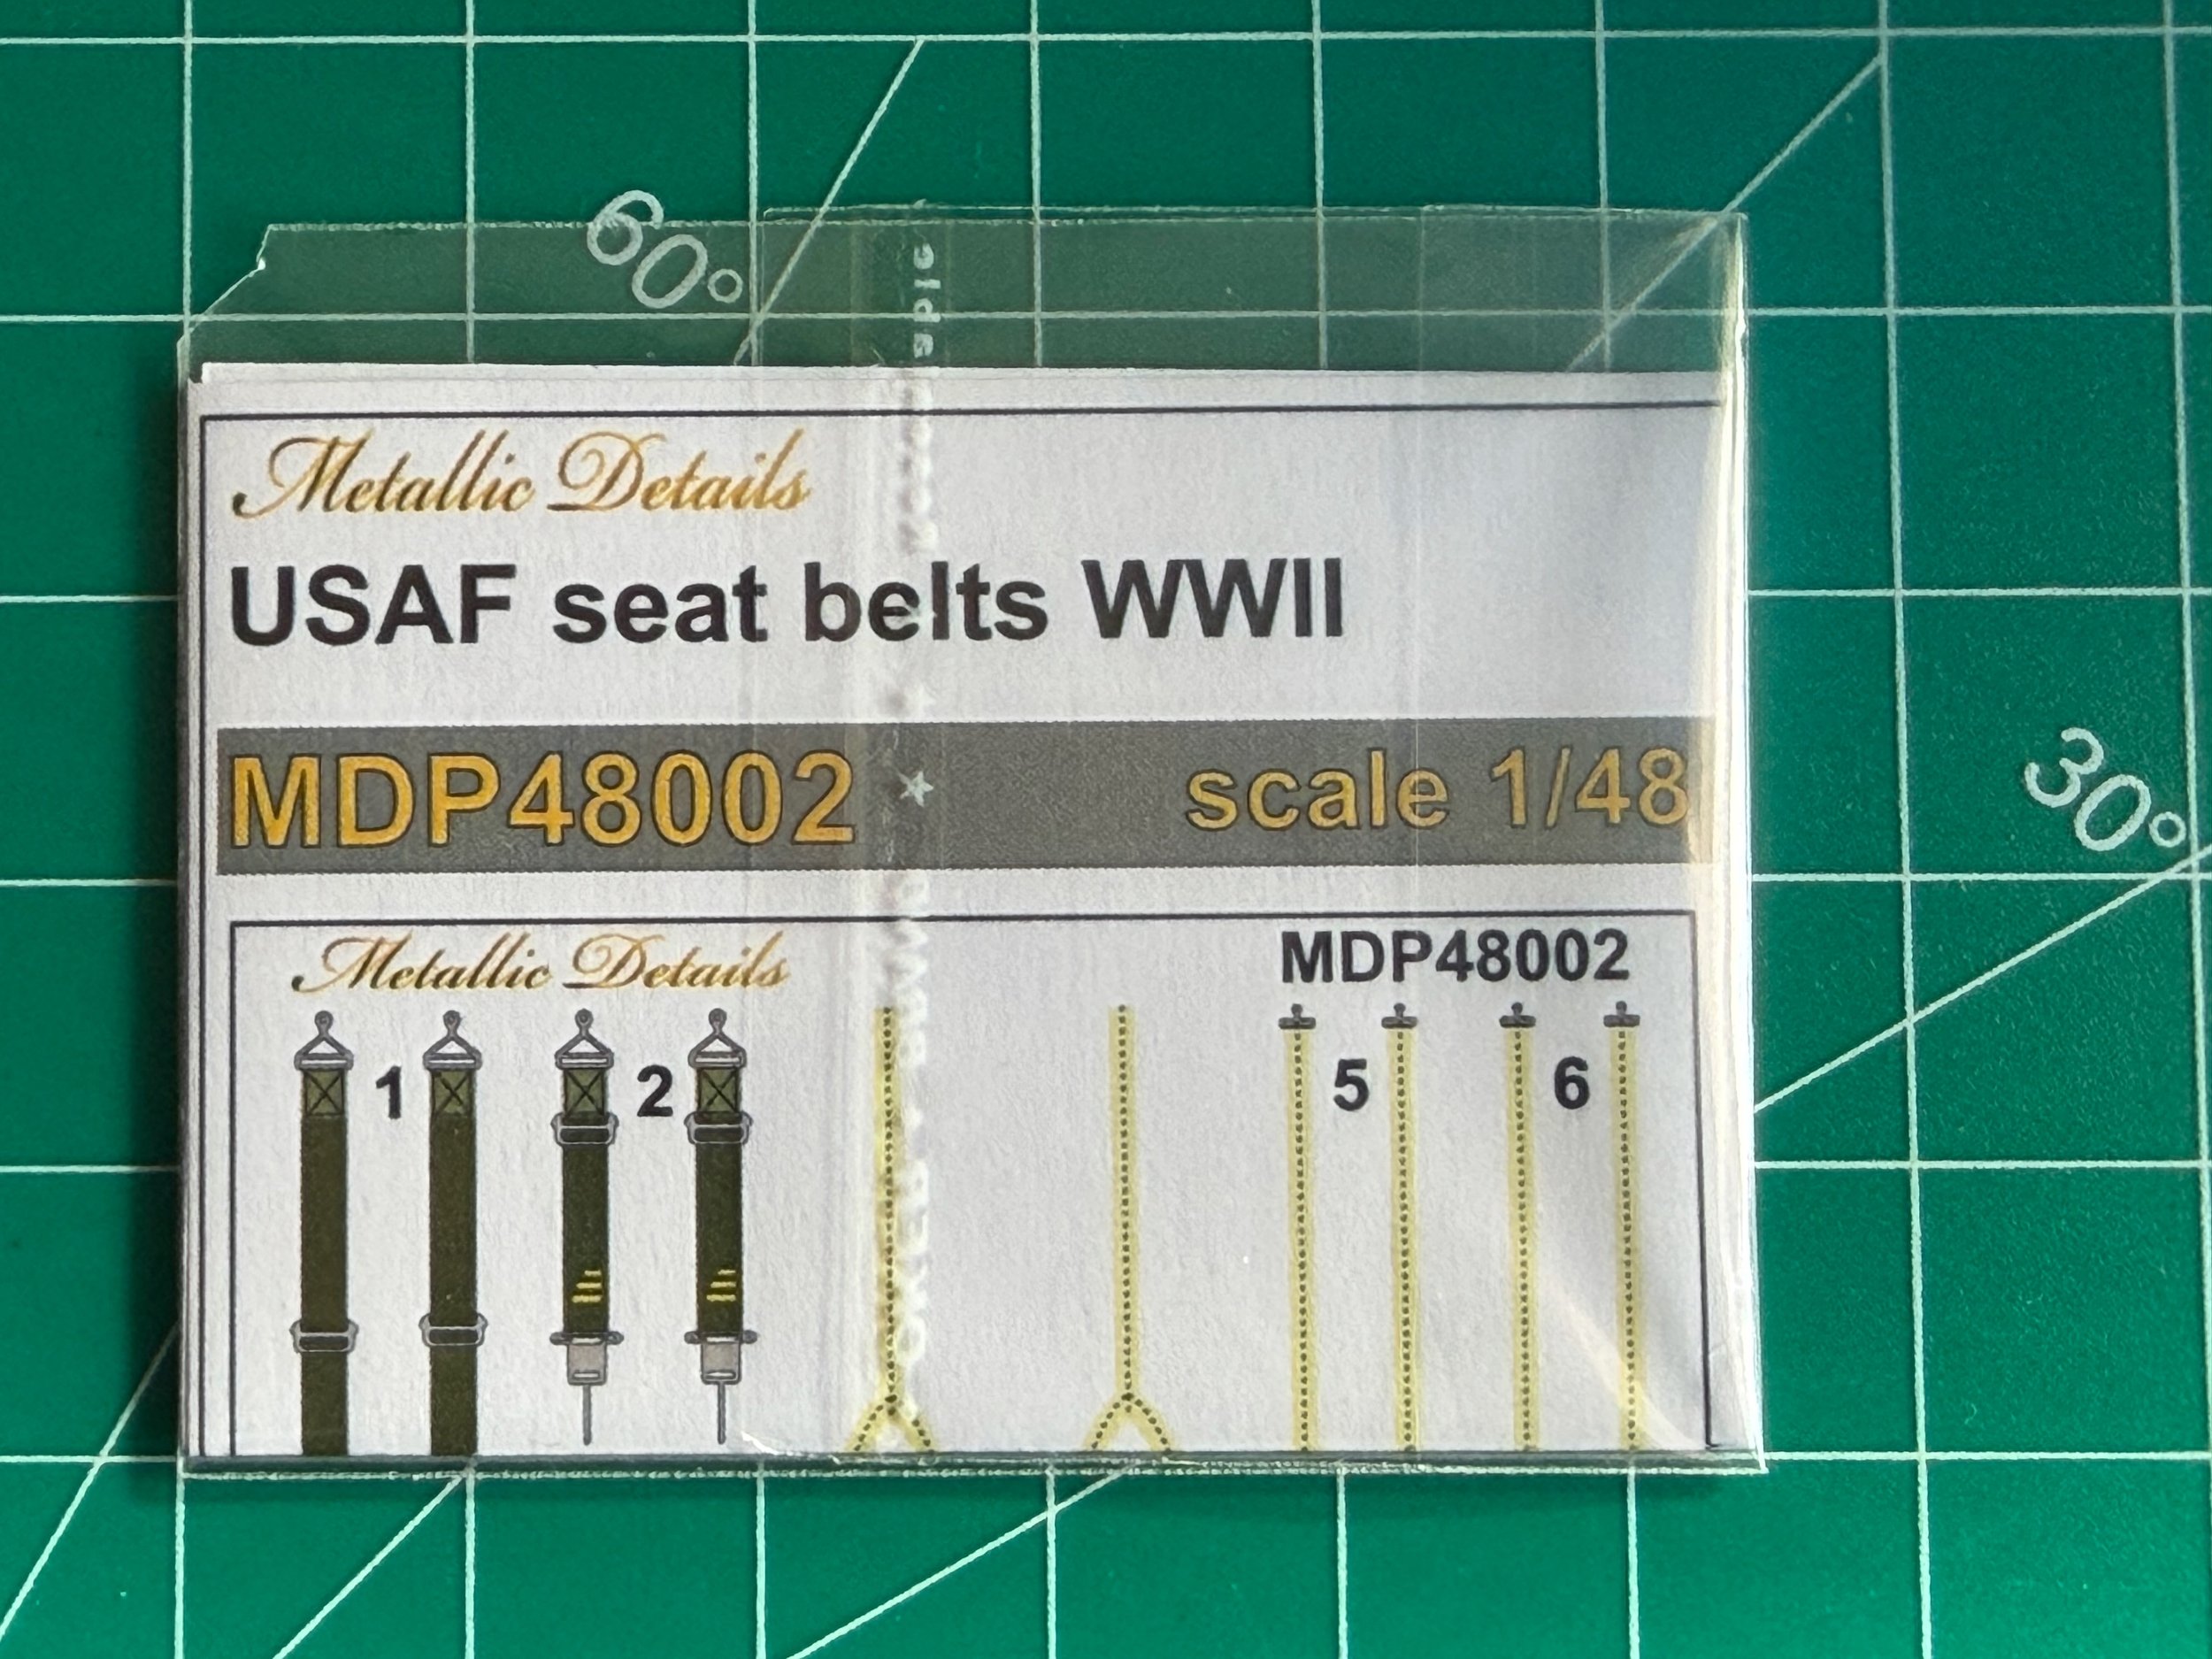 60°
Metallic Details
USAF seat belts WWII
MDP48002 scale 1/48
30°
Metallic Details MDP48002
1 2 5 6